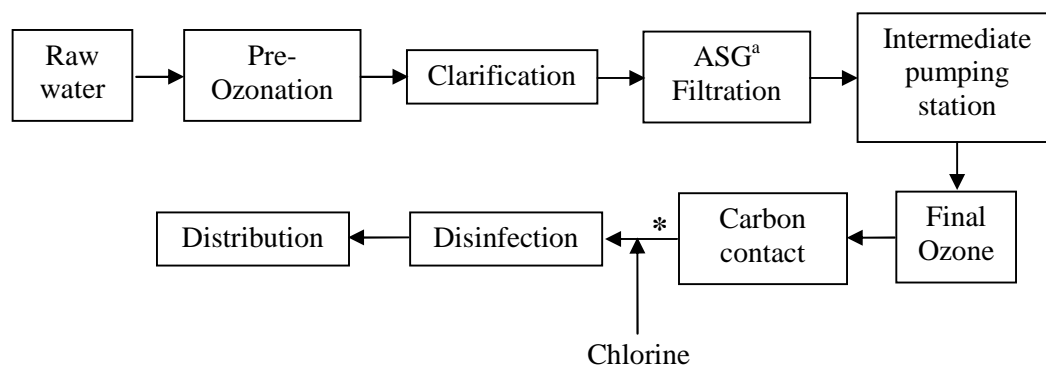 Raw
water
Pre-
Ozonation
Clarification
ASGa
Filtration
Intermediate
pumping
station
Final
Ozone
Carbon
contact
*
Disinfection
Distribution
Chlorine